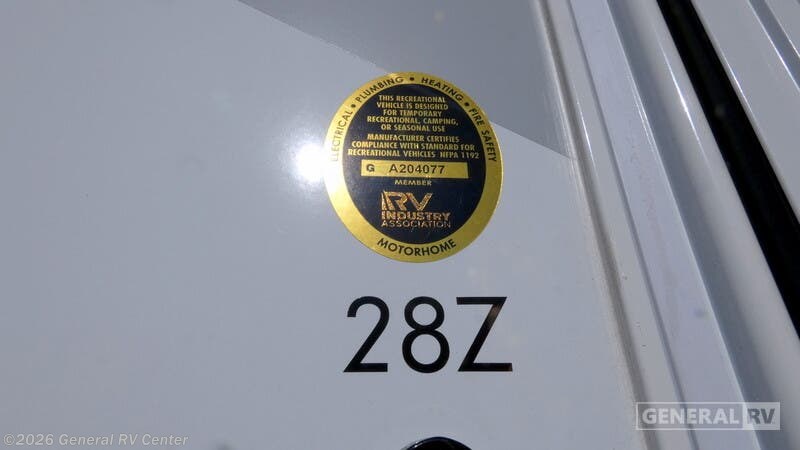 ELECTRICAL • PLUMBING • HEATING • FIRE SAFETY
THIS RECREATIONAL
VEHICLE IS DESIGNED
FOR TEMPORARY
RECREATIONAL, CAMPING,
OR SEASONAL USE
MANUFACTURER CERTIFIES
COMPLIANCE WITH STANDARD FOR
RECREATIONAL VEHICLES NFPA 1192
G A204077
MEMBER
RV
INDUSTRY
ASSOCIATION
MOTORHOME
28Z
GENERAL RV
©2026 General RV Center